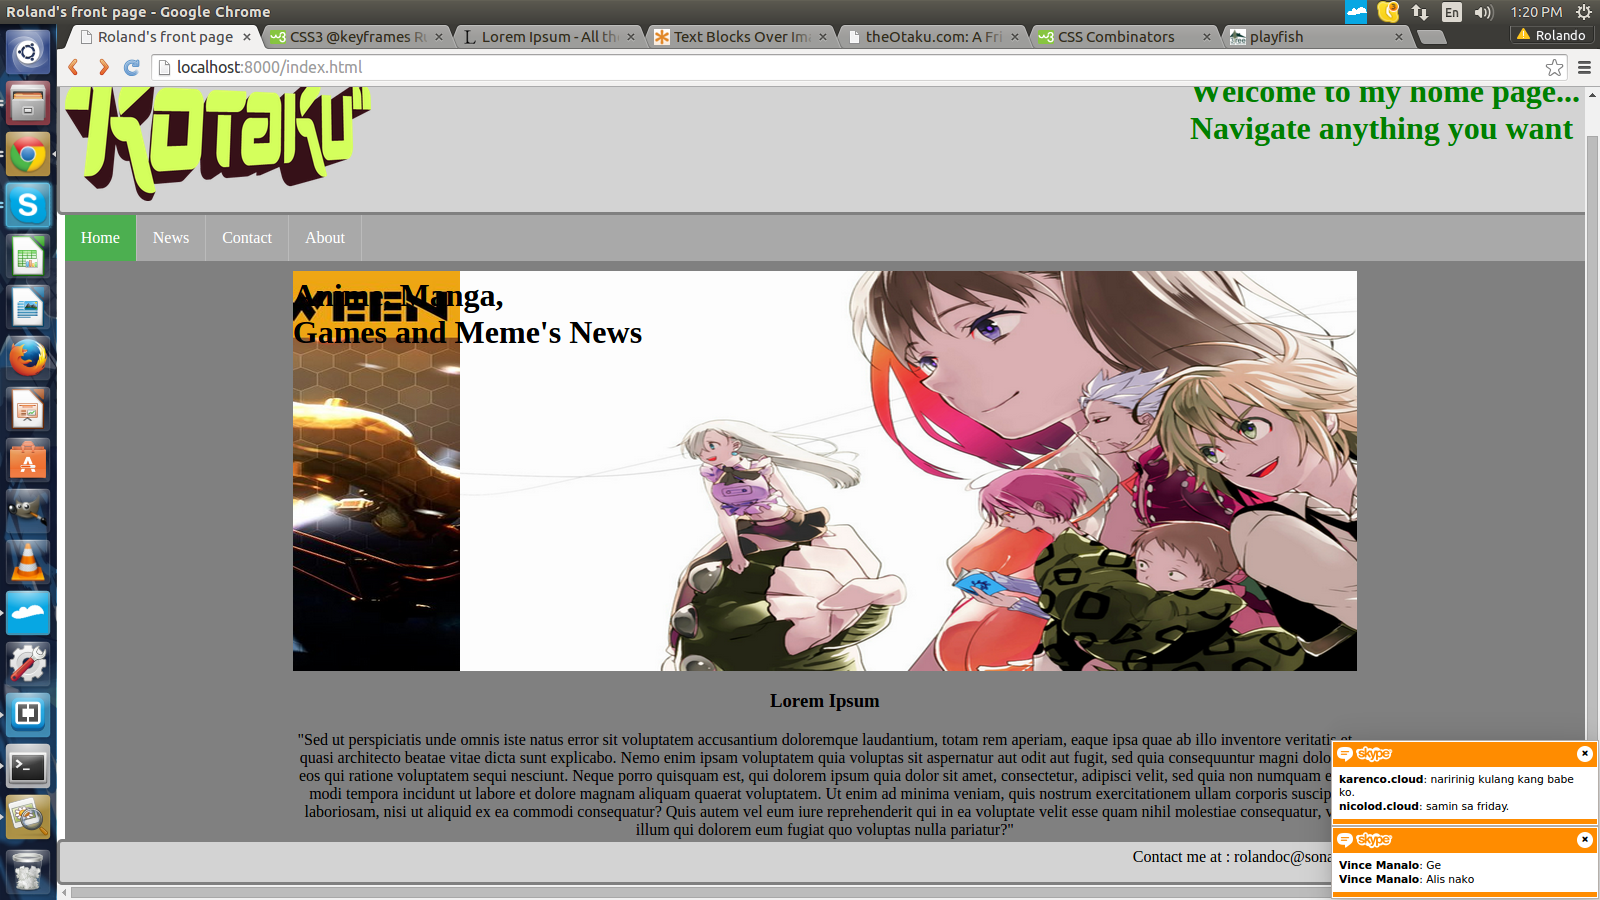 Roland's front page - Google Chrome
En
1:20 PM
Roland's front page
CSS3 @keyframes Ru
Lorem Ipsum - All the
Text Blocks Over Ima
theOtaku.com: A Fri
CSS Combinators
playfish
Rolando
localhost:8000/index.html
KOTAKU"
Welcome to my home page...
Navigate anything you want
Home
News
Contact
About
Anime, Manga,
Games and Meme's News
Lorem Ipsum
"Sed ut perspiciatis unde omnis iste natus error sit voluptatem accusantium doloremque laudantium, totam rem aperiam, eaque ipsa quae ab illo inventore veritatis et
quasi architecto beatae vitae dicta sunt explicabo. Nemo enim ipsam voluptatem quia voluptas sit aspernatur aut odit aut fugit, sed quia consequuntur magni dolo
eos qui ratione voluptatem sequi nesciunt. Neque porro quisquam est, qui dolorem ipsum quia dolor sit amet, consectetur, adipisci velit, sed quia non numquam e
modi tempora incidunt ut labore et dolore magnam aliquam quaerat voluptatem. Ut enim ad minima veniam, quis nostrum exercitationem ullam corporis suscip
laboriosam, nisi ut aliquid ex ea commodi consequatur? Quis autem vel eum iure reprehenderit qui in ea voluptate velit esse quam nihil molestiae consequatur, v
illum qui dolorem eum fugiat quo voluptas nulla pariatur?"
Contact me at : rolandoc@sona
skype
karenco.cloud: naririnig kulang kang babe
ko.
nicolod.cloud: samin sa friday.
skype
Vince Manalo: Ge
Vince Manalo: Alis nako